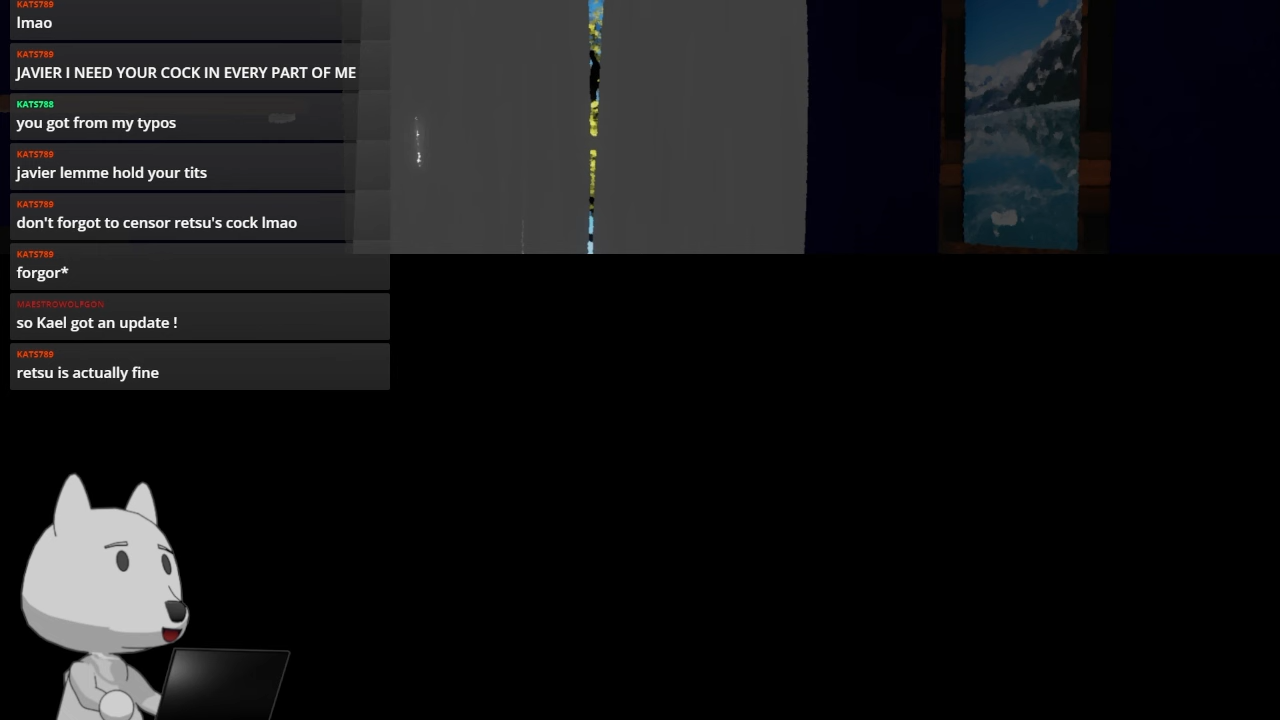 KATS789
lmao
KATS789
JAVIER I NEED YOUR COCK IN EVERY PART OF ME
KATS788
you got from my typos
KATS789
javier lemme hold your tits
KATS789
don't forgot to censor retsu's cock lmao
KATS789
forgor*
MAESTROWOLFGON
so Kael got an update !
KATS789
retsu is actually fine